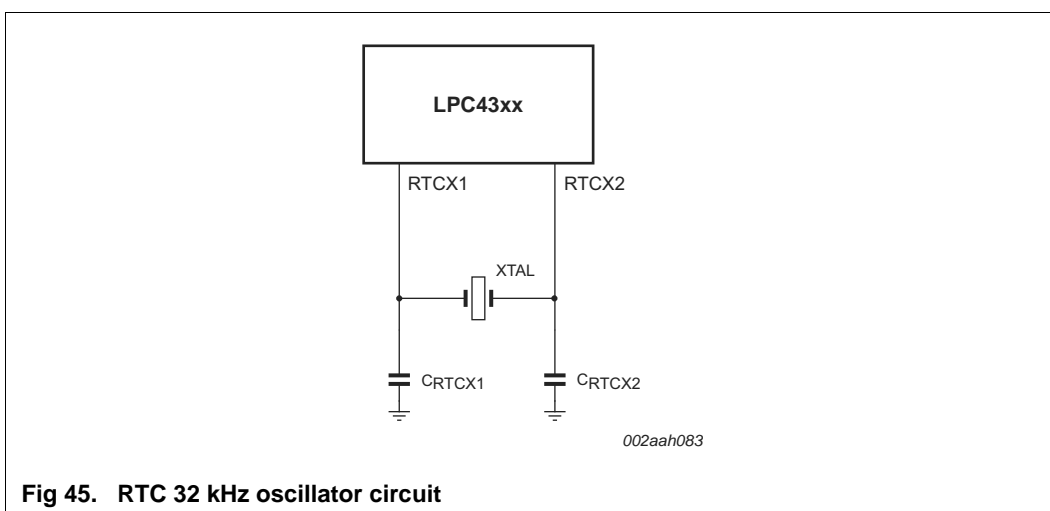 LPC43xx
RTCX1 RTCX2
XTAL
CRTCX1 CRTCX2
002aah083
Fig 45. RTC 32 kHz oscillator circuit